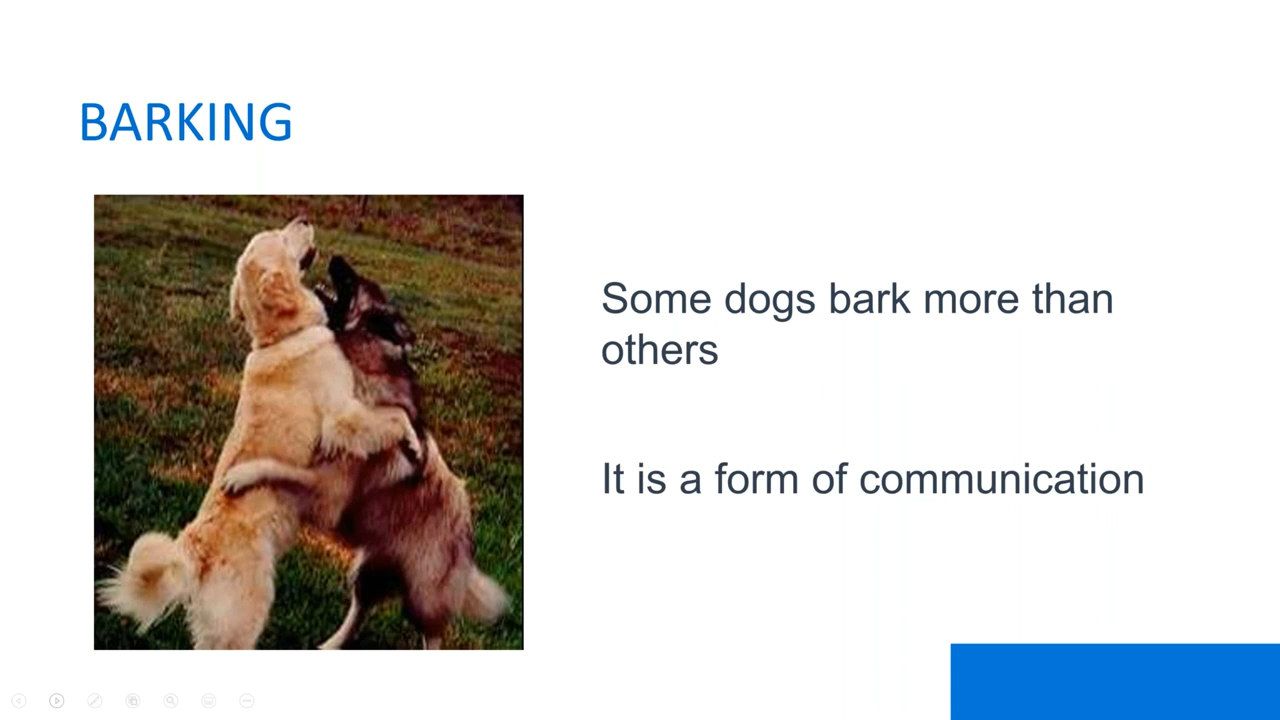 BARKING
Some dogs bark more than
others
It is a form of communication